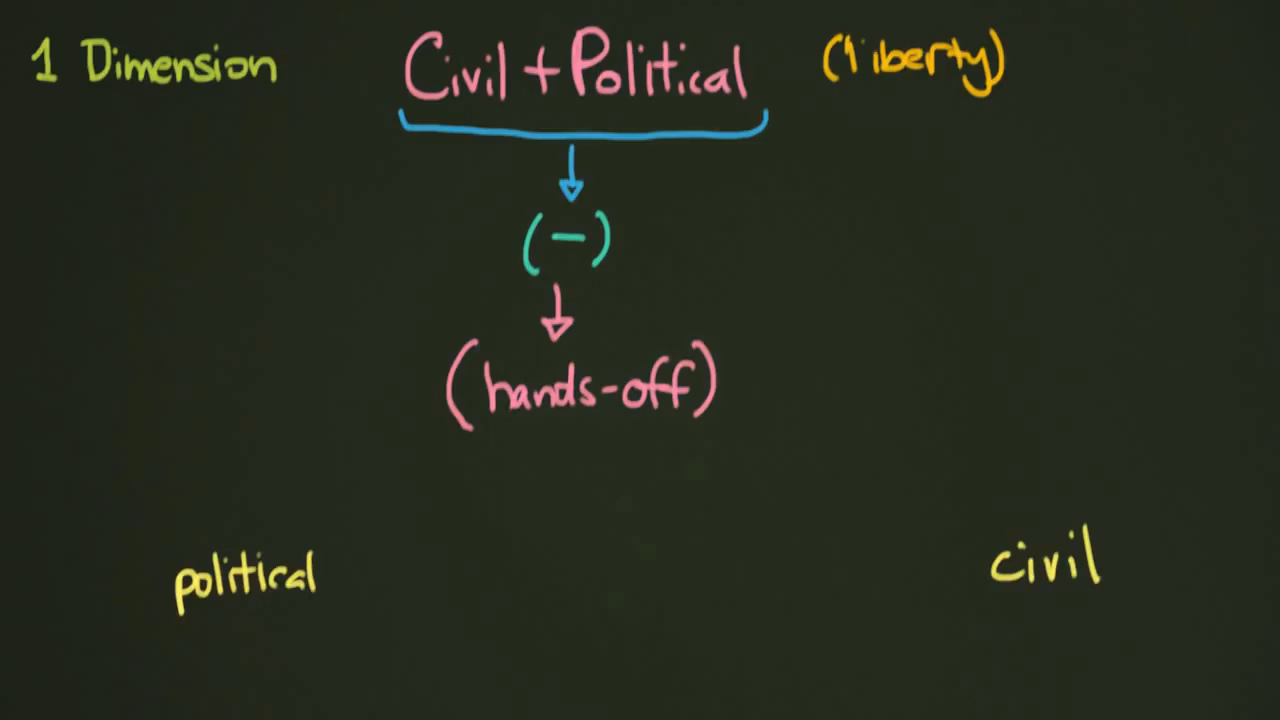 1 Dimension Civil + Political (liberty)
(-)
(hands-off)
political civil